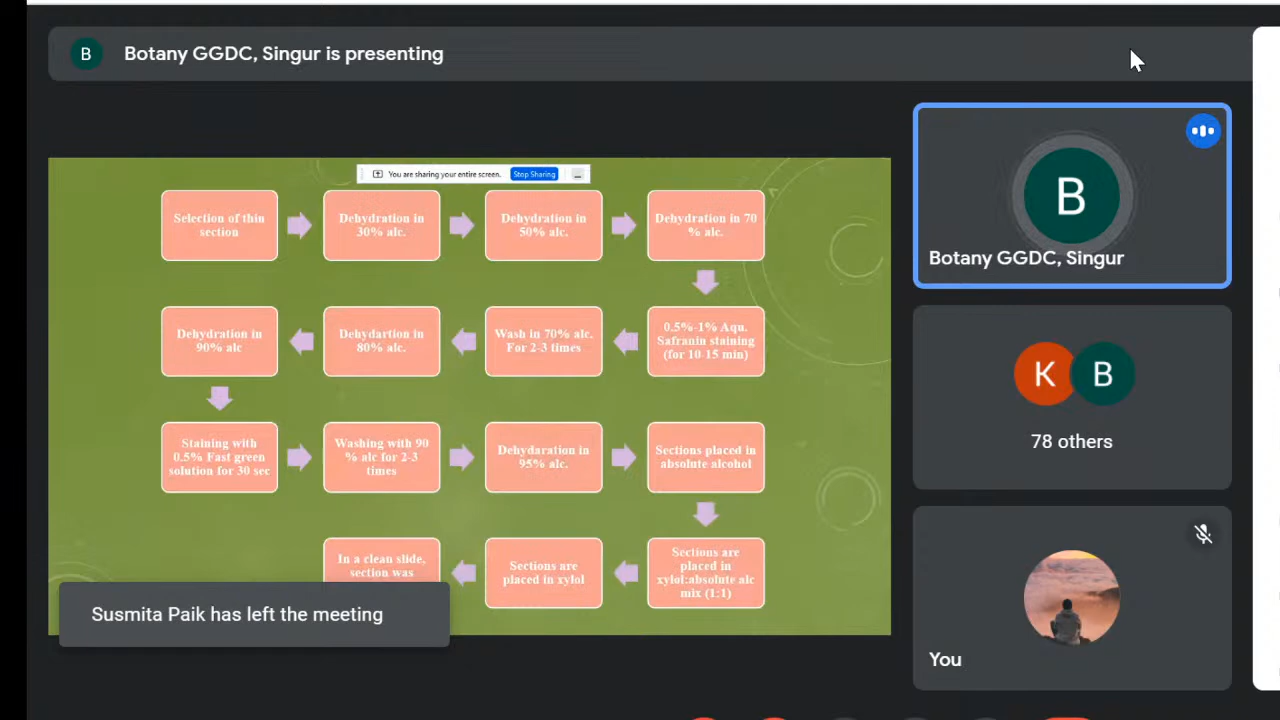 B
Botany GGDC, Singur is presenting
You are sharing your entire screen.
Stop Sharing
Selection of thin
section
Dehydration in
30% alc.
Dehydration in
50% alc.
Dehydration in 70
% alc.
0.5%-1% Aqu.
Safranin staining
(for 10-15 min)
Wash in 70% alc.
For 2-3 times
Dehydartion in
80% alc.
Dehydration in
90% alc
Staining with
0.5% Fast green
solution for 30 sec
Washing with 90
% alc for 2-3
times
Dehydaration in
95% alc.
Sections placed in
absolute alcohol
Sections are
placed in
xylol:absolute alc
mix (1:1)
Sections are
placed in xylol
In a clean slide,
section was
Susmita Paik has left the meeting
B
Botany GGDC, Singur
K
B
78 others
You